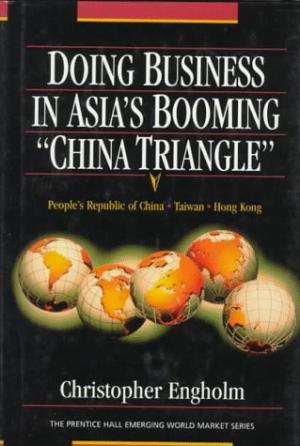 DOING BUSINESS
IN ASIA'S BOOMING
"CHINA TRIANGLE"
People's Republic of China • Taiwan • Hong Kong
Christopher Engholm
THE PRENTICE HALL EMERGING WORLD MARKET SERIES